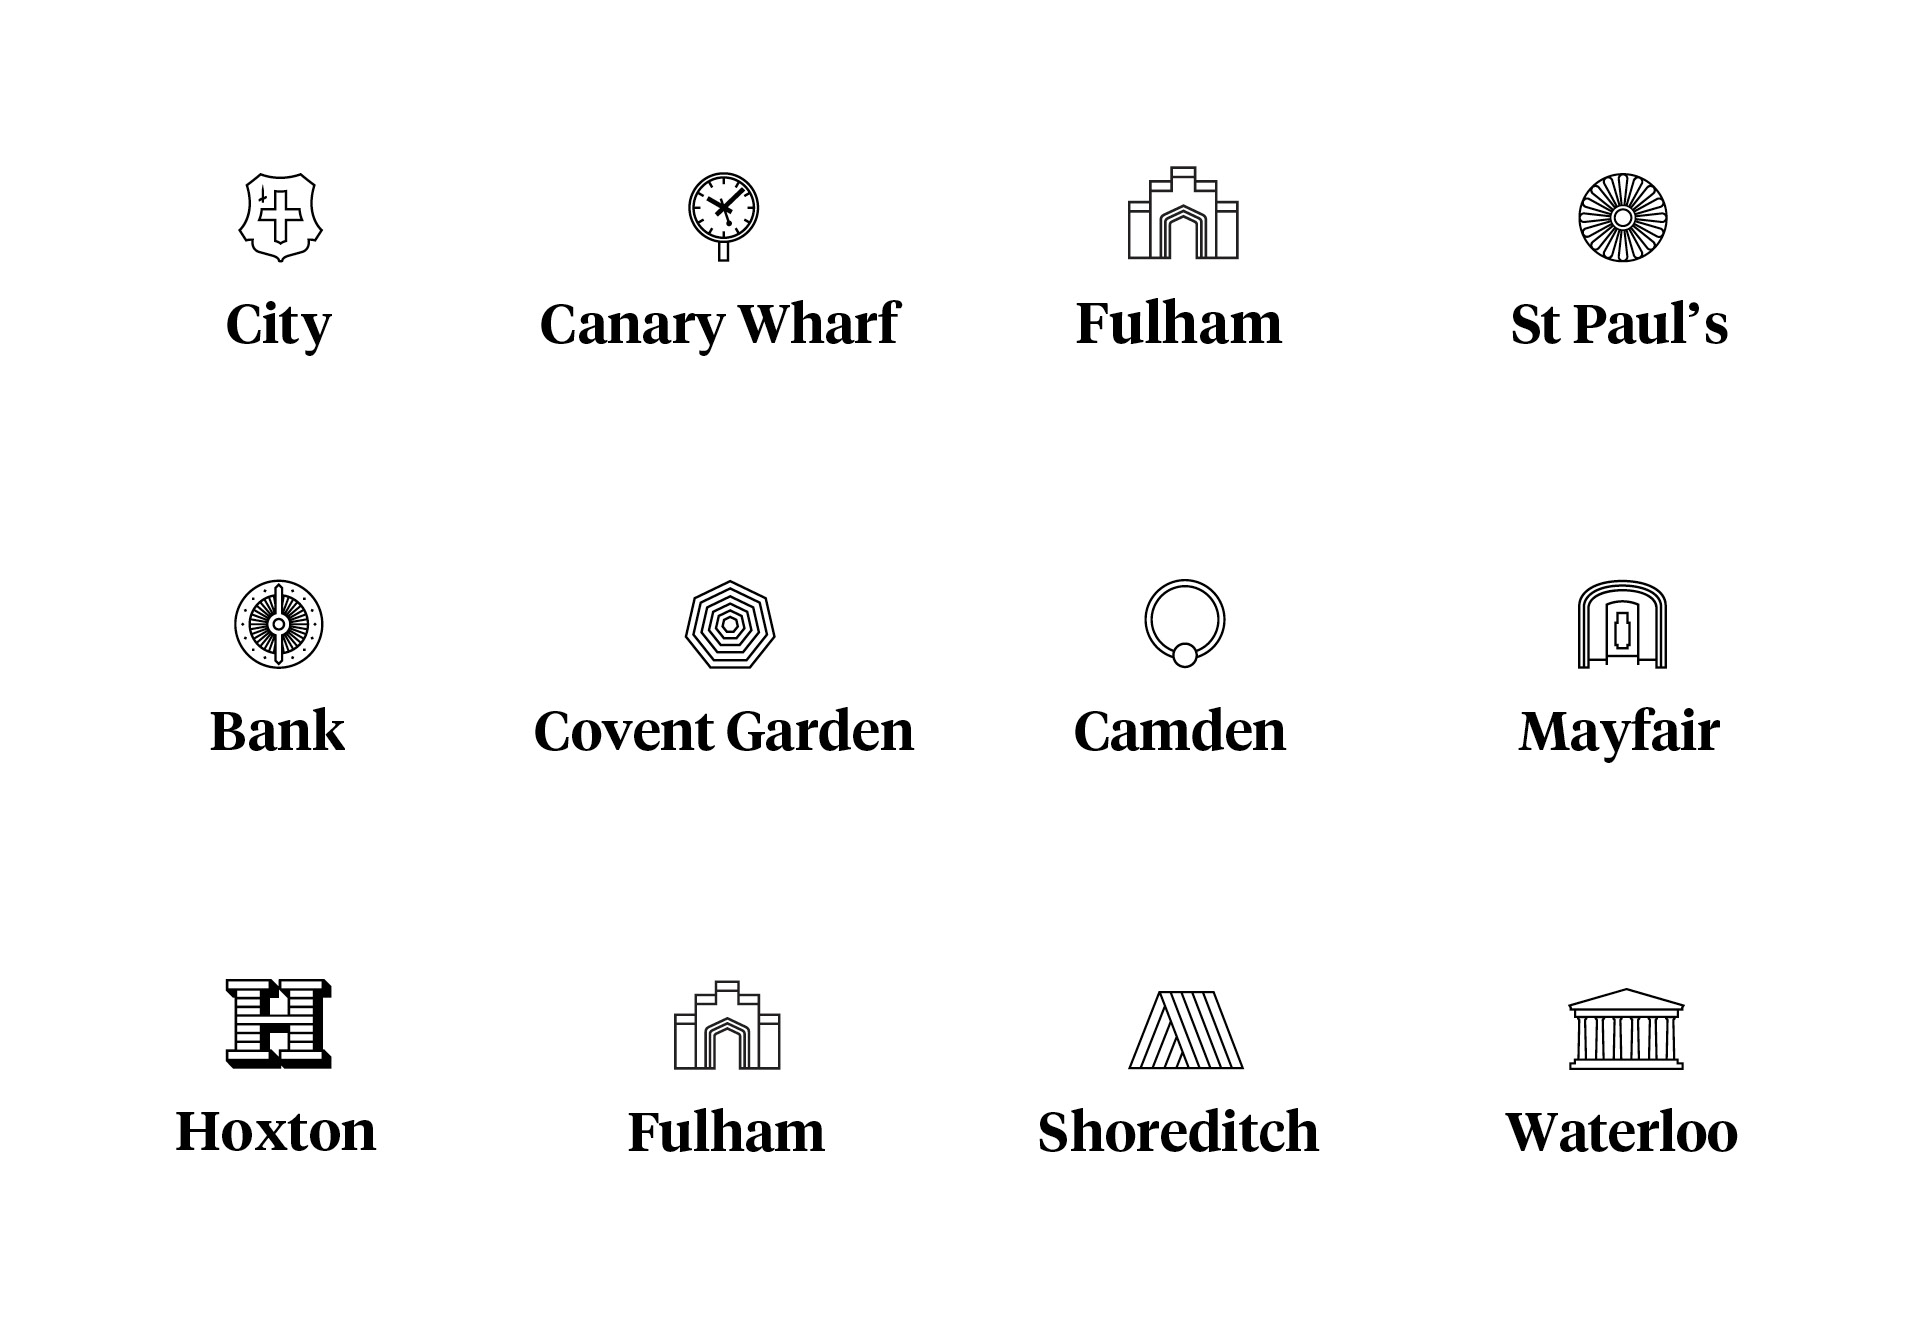 City
Canary Wharf
Fulham
St Paul’s
Bank
Covent Garden
Camden
Mayfair
H
Hoxton
Fulham
Shoreditch
Waterloo